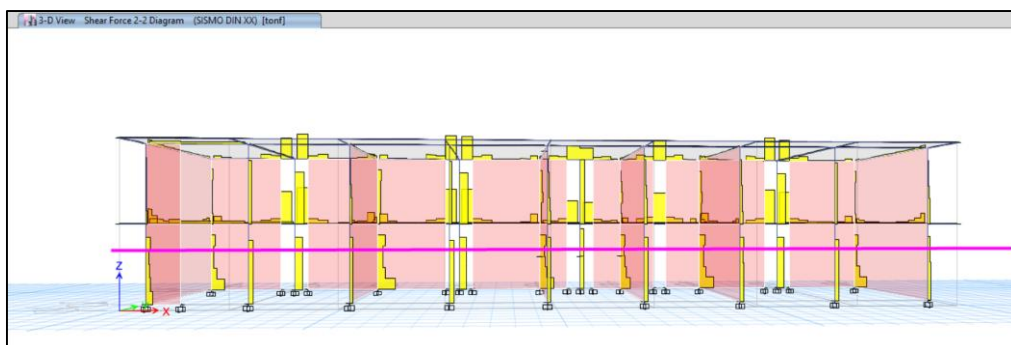 3-D View Shear Force 2-2 Diagram (SISMO DIN XX) [tonf]
Z
X